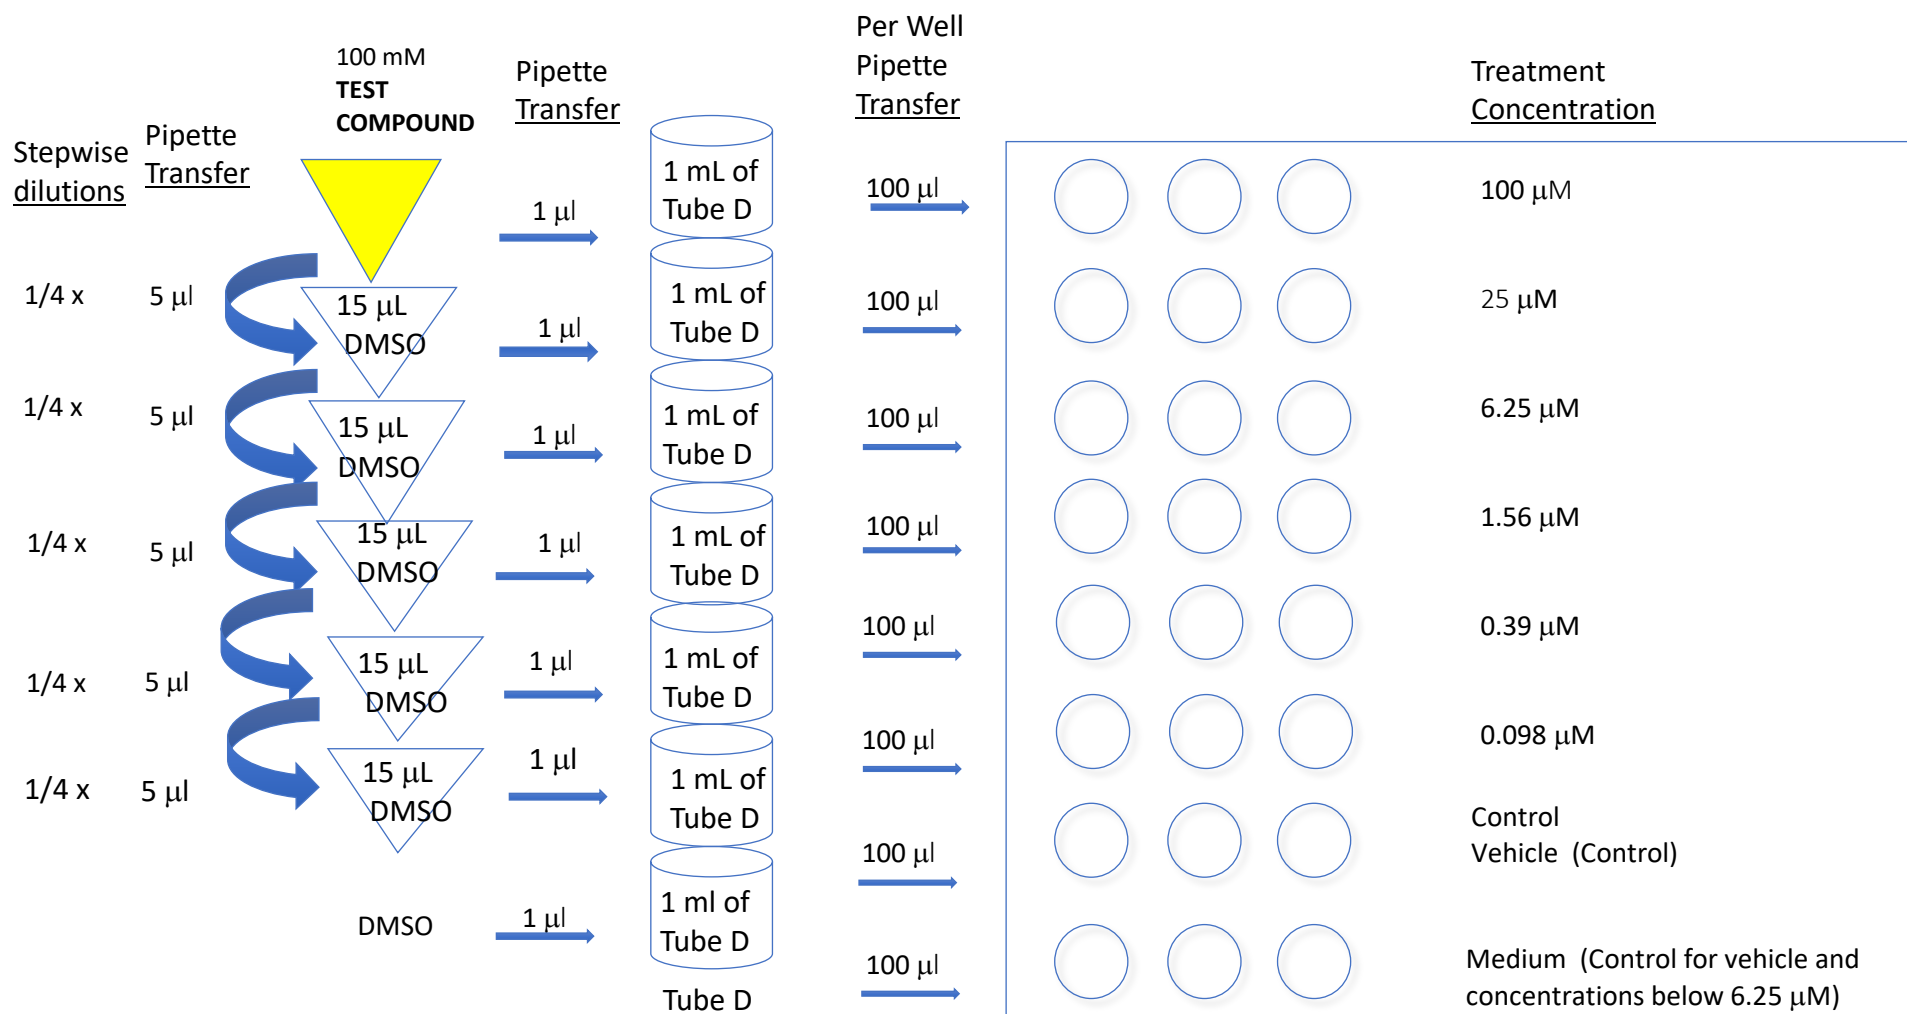 Stepwise
dilutions
Pipette
Transfer
100 mM
TEST
COMPOUND
Pipette
Transfer
Per Well
Pipette
Transfer
Treatment
Concentration
1 μl
1 mL of
Tube D
100 μl
100 μM
1/4 x
5 μl
15 μL
DMSO
1 μl
1 mL of
Tube D
100 μl
25 μM
1/4 x
5 μl
15 μL
DMSO
1 μl
1 mL of
Tube D
100 μl
6.25 μM
1/4 x
5 μl
15 μL
DMSO
1 μl
1 mL of
Tube D
100 μl
1.56 μM
1/4 x
5 μl
15 μL
DMSO
1 μl
1 mL of
Tube D
100 μl
0.39 μM
1/4 x
5 μl
15 μL
DMSO
1 μl
1 mL of
Tube D
100 μl
0.098 μM
DMSO
1 μl
1 ml of
Tube D
100 μl
Control
Vehicle (Control)
Tube D
100 μl
Medium (Control for vehicle and
concentrations below 6.25 μM)